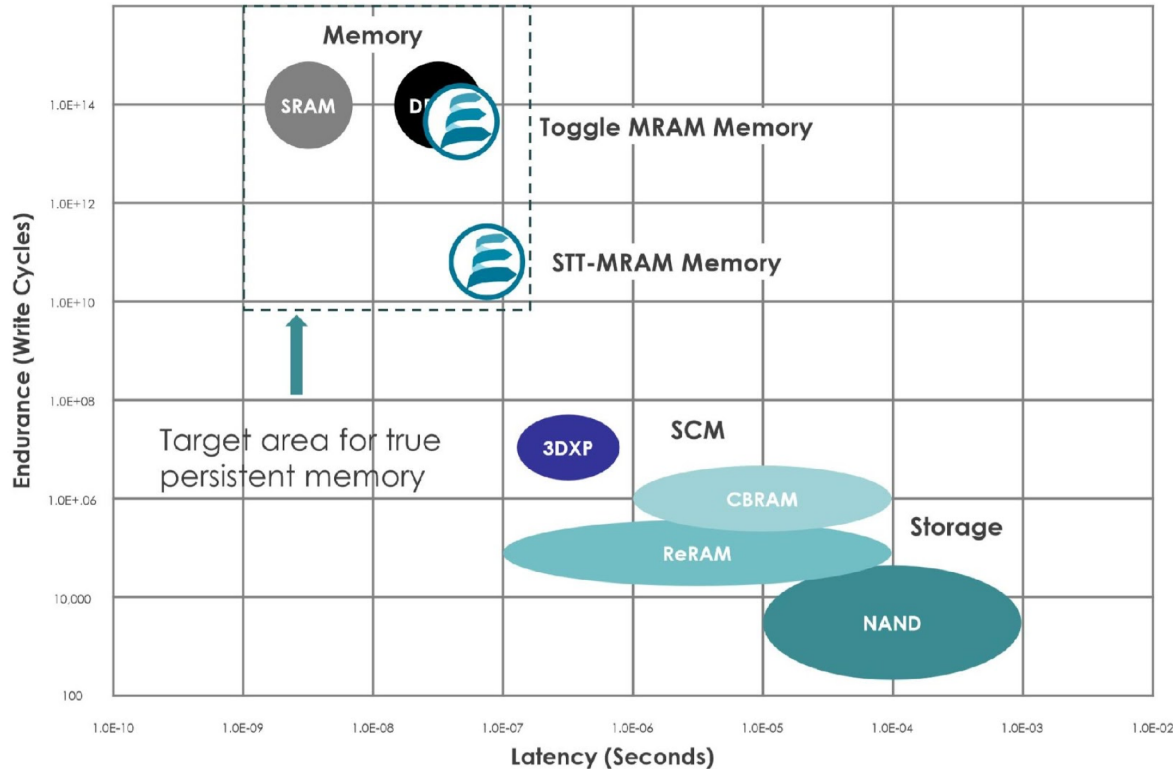 Memory
SRAM
Toggle MRAM Memory
STT-MRAM Memory
Target area for true
persistent memory
3DXP
SCM
CBRAM
ReRAM
Storage
NAND
Endurance (Write Cycles)
1.0E+14
1.0E+12
1.0E+10
1.0E+08
1.0E+.06
10,000
100
1.0E-10
1.0E-09
1.0E-08
1.0E-07
1.0E-06
1.0E-05
1.0E-04
1.0E-03
1.0E-02
Latency (Seconds)